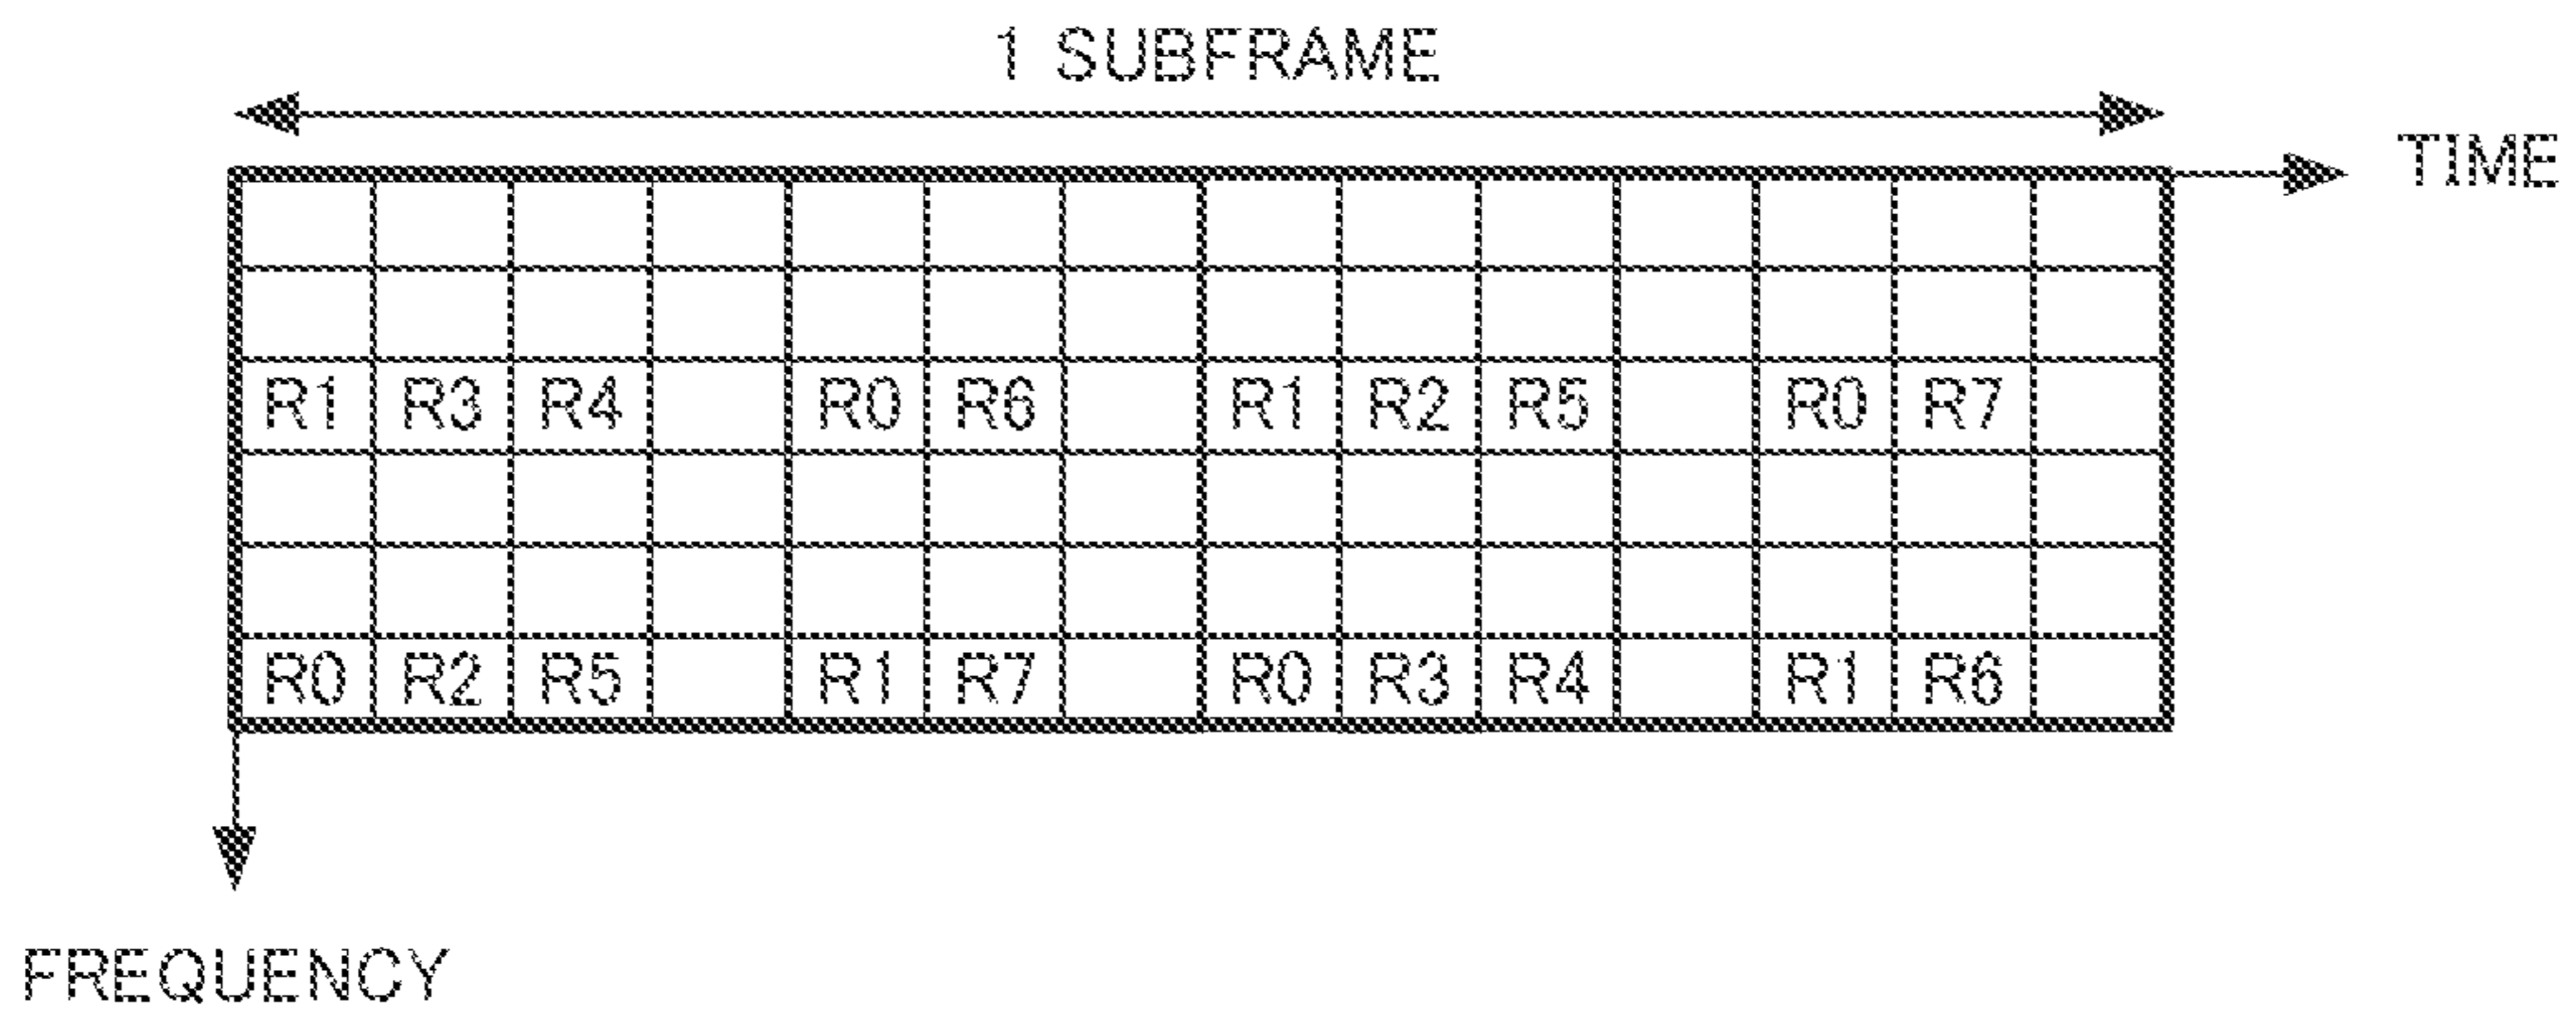 1 SUBFRAME
TIME
R1 R3 R4 R0 R6 R1 R2 R5 R0 R7
R0 R2 R5 R1 R7 R0 R3 R4 R1 R6
FREQUENCY